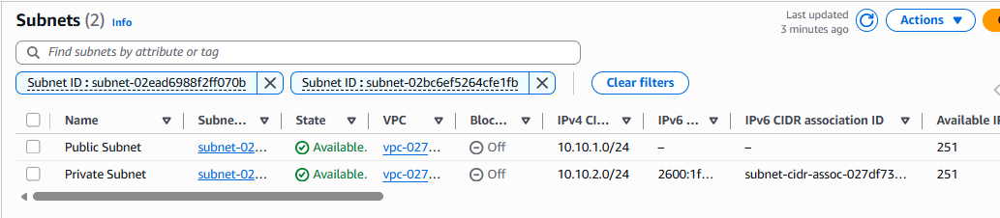 Subnets (2) Info
Last updated
3 minutes ago
Actions
Find subnets by attribute or tag
Subnet ID : subnet-02ead6988f2ff070b
Subnet ID : subnet-02bc6ef5264cfe1fb
Clear filters
Name Subne... State VPC Bloc... IPv4 CI... IPv6 ... IPv6 CIDR association ID Available IP
Public Subnet subnet-02... Available. vpc-027... Off 10.10.1.0/24 – – 251
Private Subnet subnet-02... Available. vpc-027... Off 10.10.2.0/24 2600:1f... subnet-cidr-assoc-027df73... 251